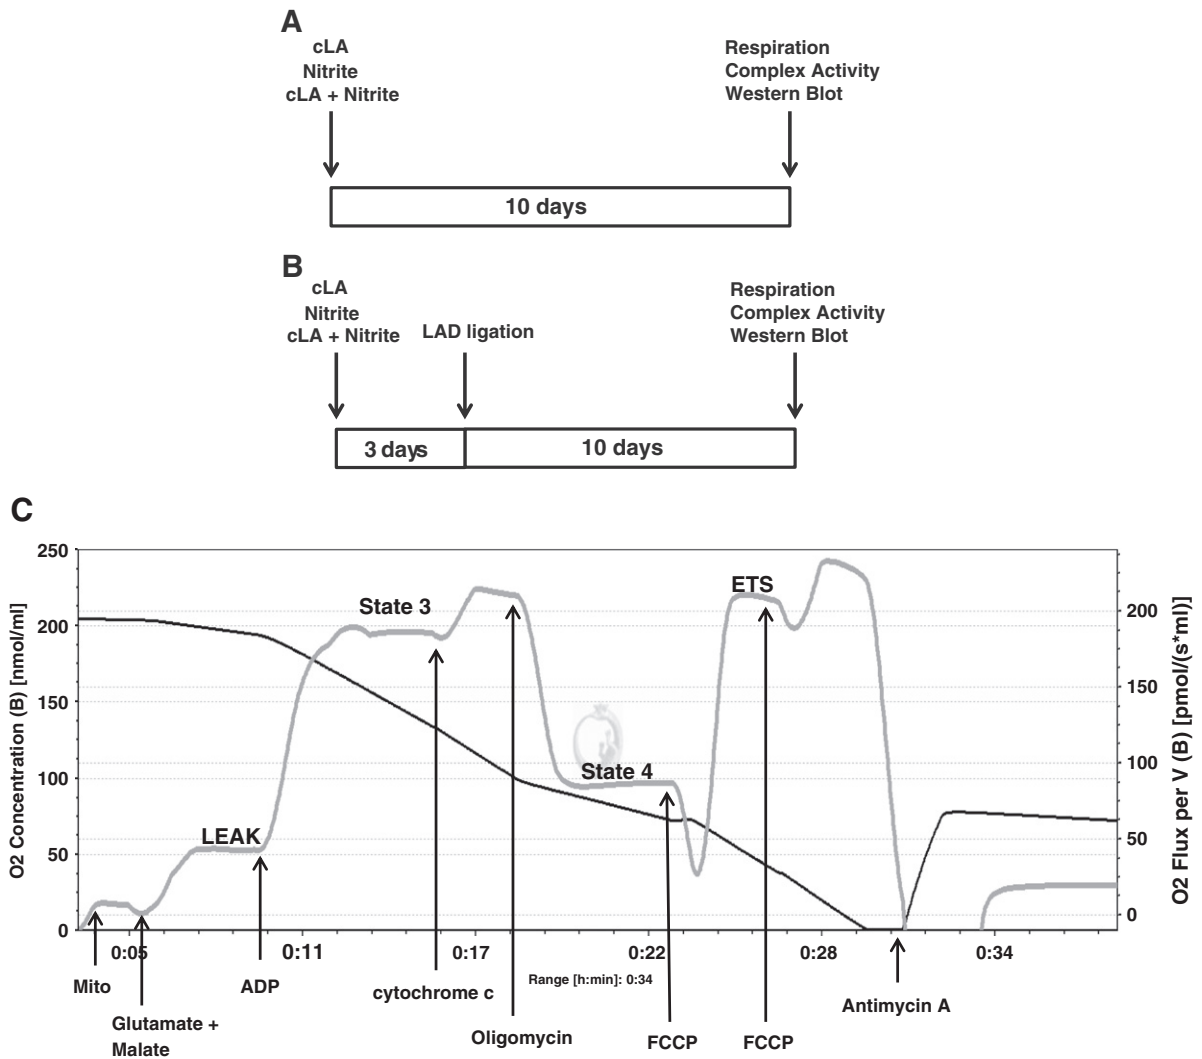 A
cLA
Nitrite
cLA + Nitrite
Respiration
Complex Activity
Western Blot
10 days
B
cLA
Nitrite
cLA + Nitrite
LAD ligation
Respiration
Complex Activity
Western Blot
3 days
10 days
C
O2 Concentration (B) [nmol/ml]
250
200
150
100
50
0
O2 Flux per V (B) [pmol/(s*ml)]
200
150
100
50
0
LEAK
State 3
State 4
ETS
0:05
0:11
0:17
0:22
0:28
0:34
Range [h:min]: 0:34
Mito
Glutamate +
Malate
ADP
cytochrome c
Oligomycin
FCCP
FCCP
Antimycin A